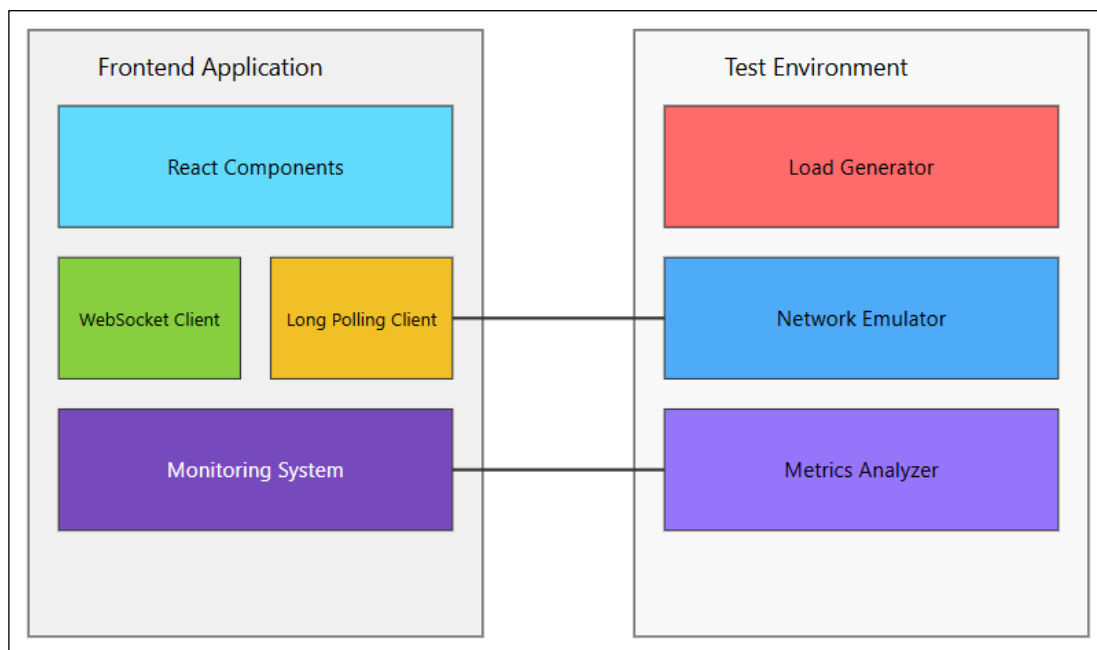 Frontend Application
React Components
WebSocket Client
Long Polling Client
Monitoring System
Test Environment
Load Generator
Network Emulator
Metrics Analyzer